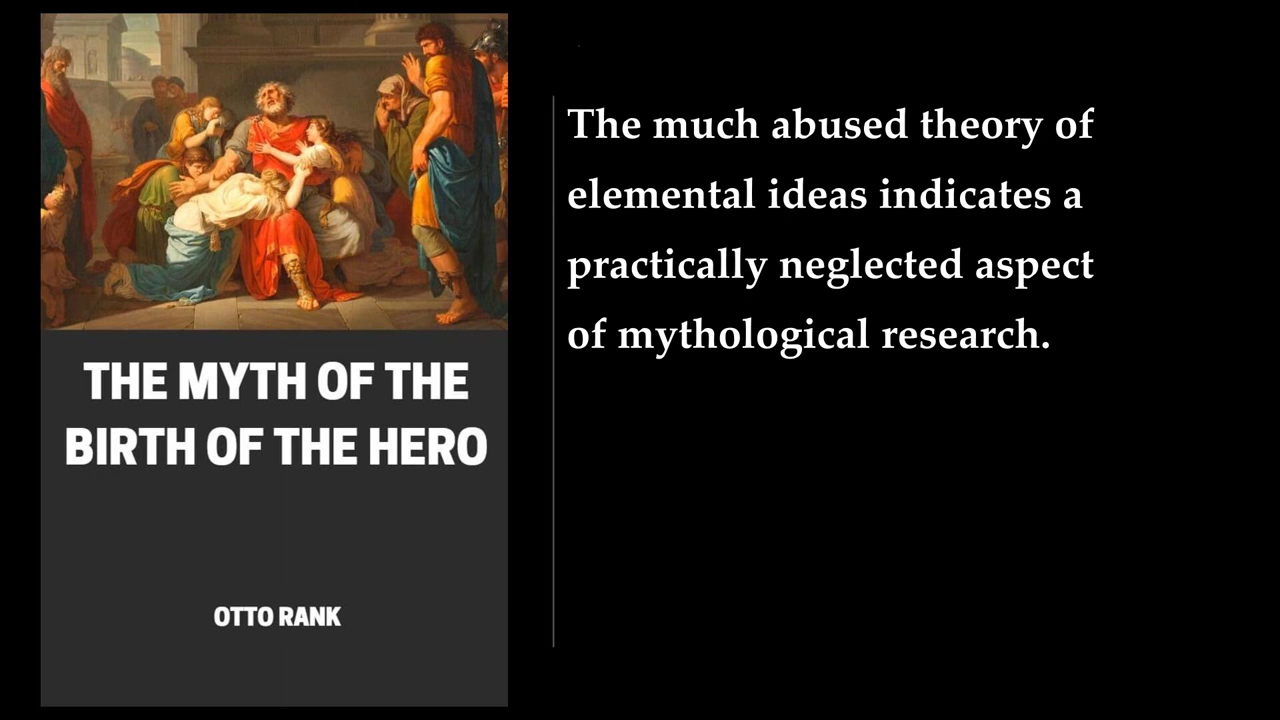 THE MYTH OF THE
BIRTH OF THE HERO
OTTO RANK
The much abused theory of
elemental ideas indicates a
practically neglected aspect
of mythological research.